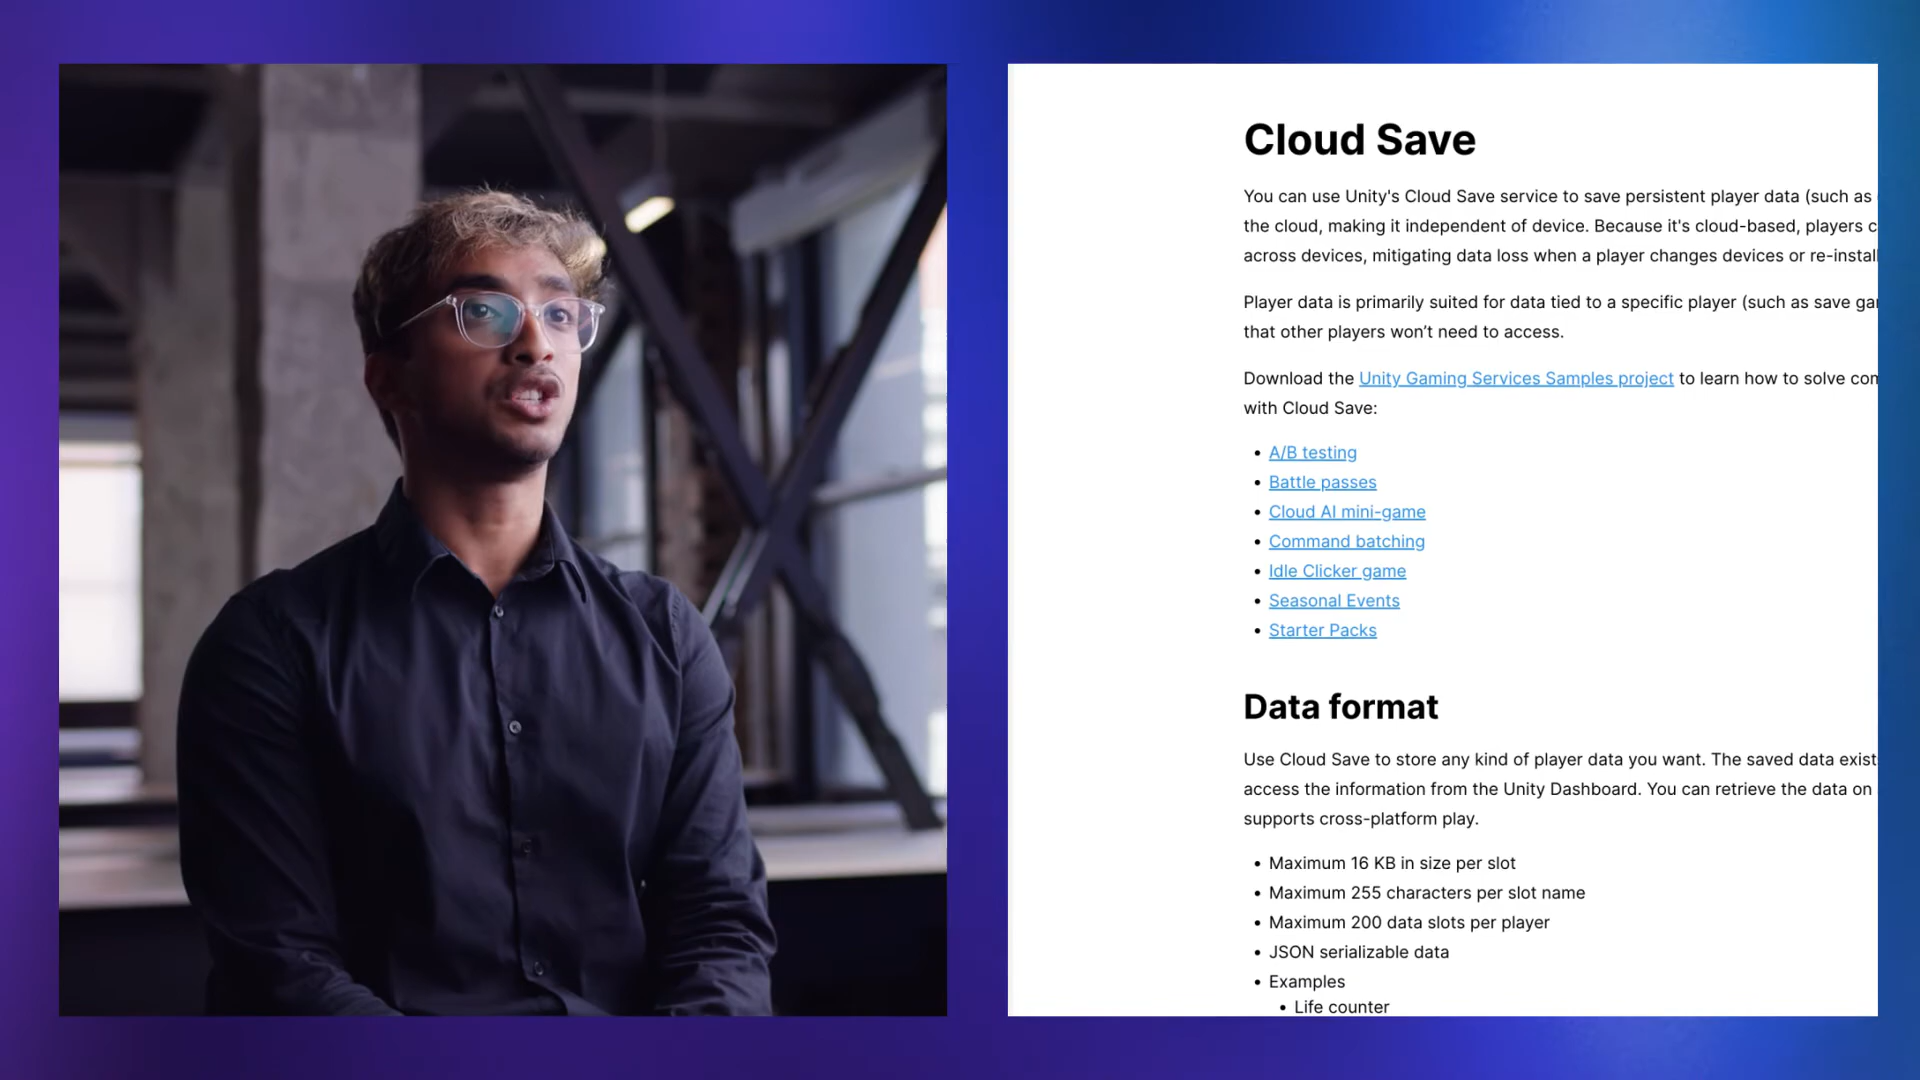 Cloud Save
You can use Unity's Cloud Save service to save persistent player data (such as
the cloud, making it independent of device. Because it's cloud-based, players c
across devices, mitigating data loss when a player changes devices or re-instal
Player data is primarily suited for data tied to a specific player (such as save ga
that other players won’t need to access.
Download the Unity Gaming Services Samples project to learn how to solve con
with Cloud Save:
• A/B testing
• Battle passes
• Cloud AI mini-game
• Command batching
• Idle Clicker game
• Seasonal Events
• Starter Packs
Data format
Use Cloud Save to store any kind of player data you want. The saved data exist
access the information from the Unity Dashboard. You can retrieve the data on
supports cross-platform play.
• Maximum 16 KB in size per slot
• Maximum 255 characters per slot name
• Maximum 200 data slots per player
• JSON serializable data
• Examples
• Life counter